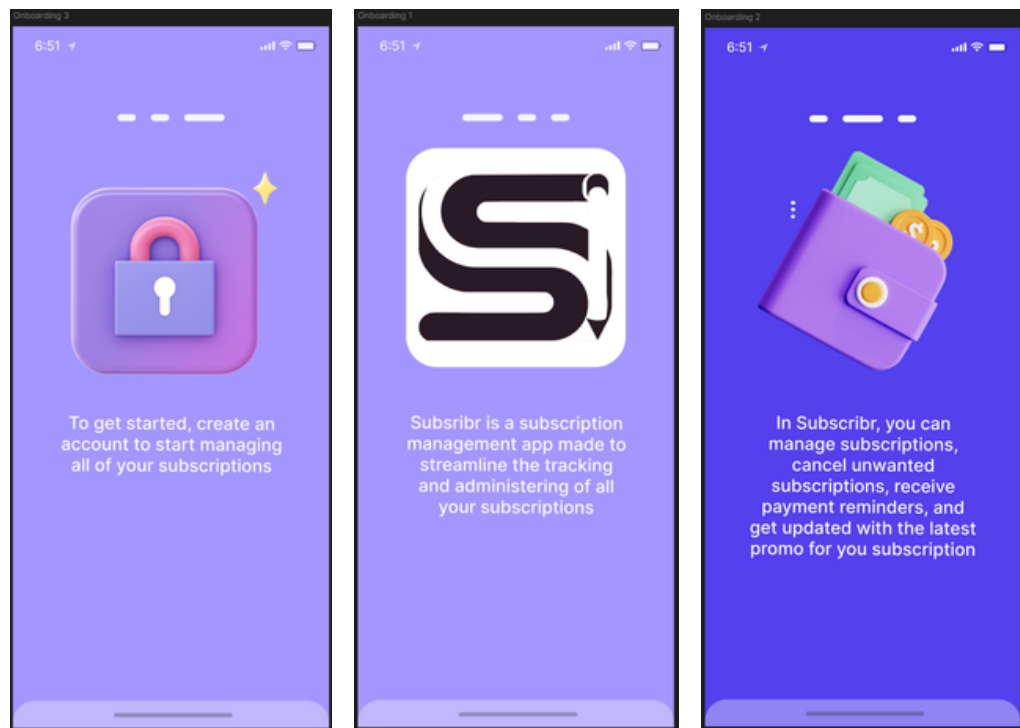 Onboarding 3
6:51
To get started, create an
account to start managing
all of your subscriptions
Onboarding 1
6:51
Subsribr is a subscription
management app made to
streamline the tracking
and administering of all
your subscriptions
Onboarding 2
6:51
In Subscribr, you can
manage subscriptions,
cancel unwanted
subscriptions, receive
payment reminders, and
get updated with the latest
promo for you subscription